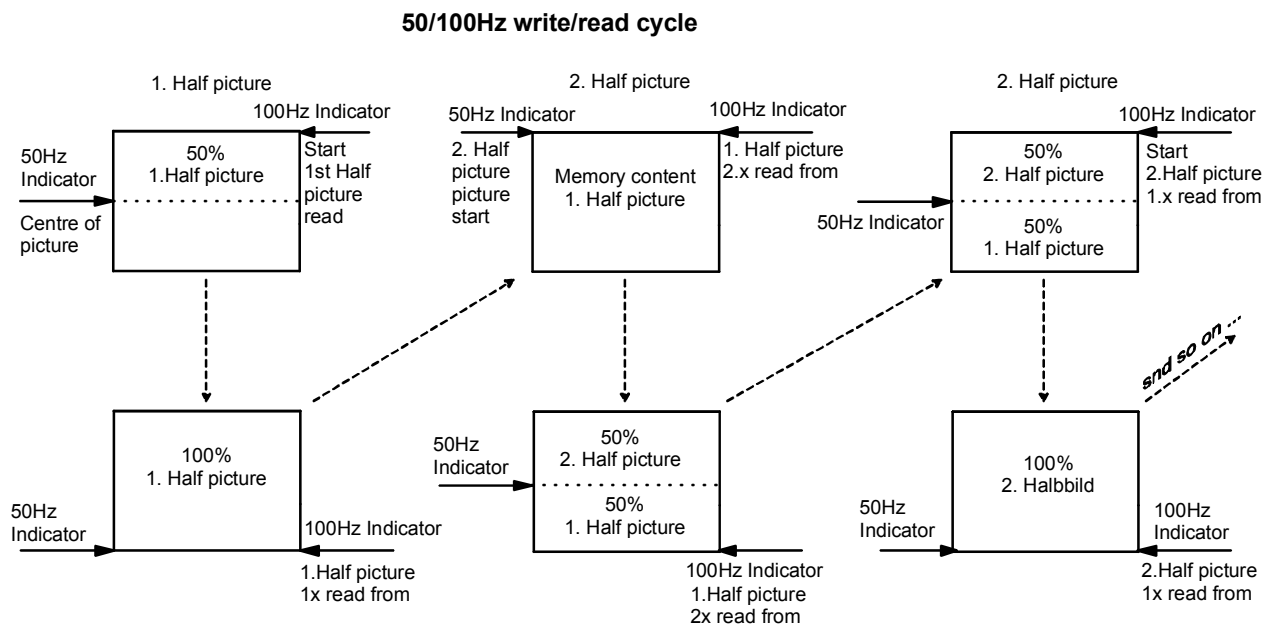 50/100Hz write/read cycle
1. Half picture
100Hz Indicator
50%
1.Half picture
50Hz
Indicator
Centre of
picture
Start
1st Half
picture
read
2. Half picture
50Hz Indicator
100Hz Indicator
2. Half
picture
picture
start
Memory content
1. Half picture
1. Half picture
2.x read from
2. Half picture
100Hz Indicator
50%
2. Half picture
50Hz Indicator
50%
1. Half picture
Start
2.Half picture
1.x read from
100%
1. Half picture
50Hz
Indicator
100Hz Indicator
1.Half picture
1x read from
50Hz
Indicator
50%
2. Half picture
50%
1. Half picture
100Hz Indicator
1.Half picture
2x read from
snd so on ...
100%
2. Halbbild
50Hz
Indicator
100Hz
Indicator
2.Half picture
1x read from